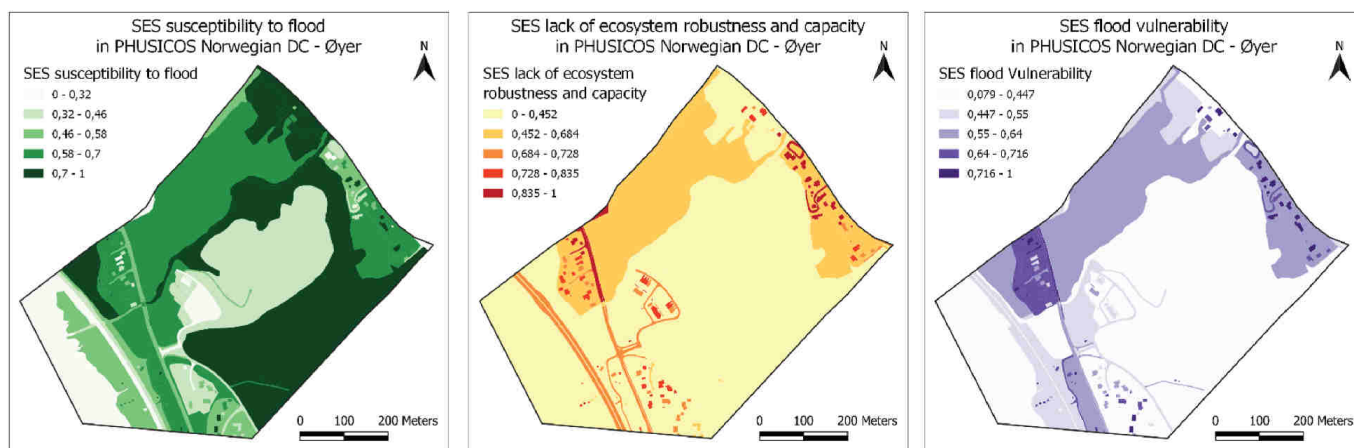 SES susceptibility to flood
in PHUSICOS Norwegian DC - Øyer
SES susceptibility to flood
0 - 0,32
0,32 - 0,46
0,46 - 0,58
0,58 - 0,7
0,7 - 1
N
0 100 200 Meters
SES lack of ecosystem robustness and capacity
in PHUSICOS Norwegian DC - Øyer
SES lack of ecosystem
robustness and capacity
0 - 0,452
0,452 - 0,684
0,684 - 0,728
0,728 - 0,835
0,835 - 1
N
0 100 200 Meters
SES flood vulnerability
in PHUSICOS Norwegian DC - Øyer
SES flood Vulnerability
0,079 - 0,447
0,447 - 0,55
0,55 - 0,64
0,64 - 0,716
0,716 - 1
N
0 100 200 Meters